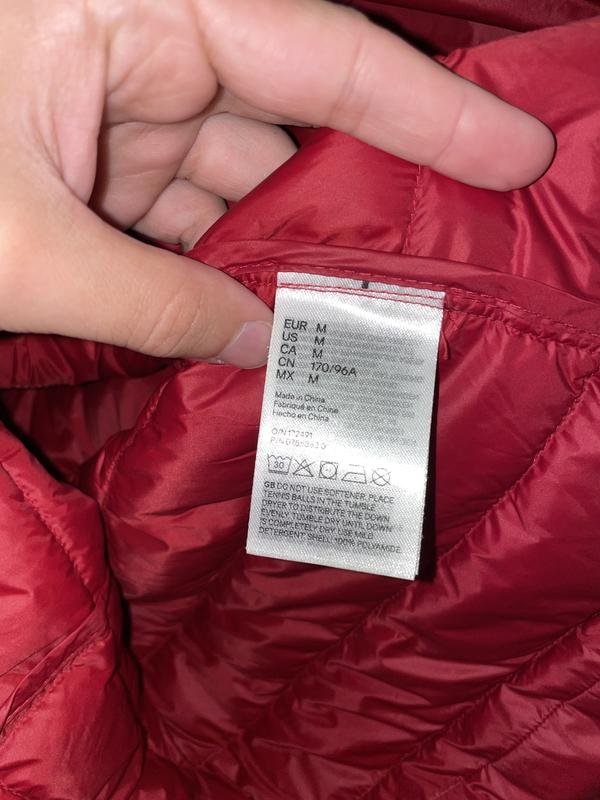 EUR M
US M
CA M
CN 170/96A
MX M
Made in China
Fabriqué en Chine
Hecho en China
O/N 172491
P/N
30
GB DO NOT USE SOFTENER. PLACE
TENNIS BALLS IN THE TUMBLE
DRYER TO DISTRIBUTE THE DOWN
EVENLY. TUMBLE DRY UNTIL DOWN
IS COMPLETELY DRY. USE MILD
DETERGENT. SHELL: 100% POLYAMIDE.